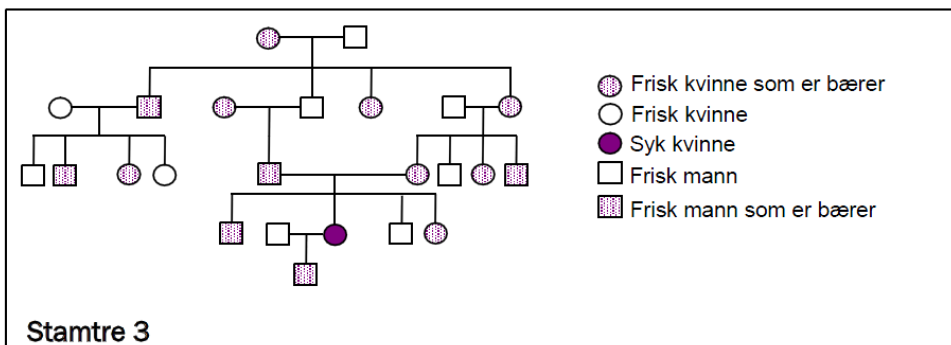 Frisk kvinne som er bærer
Frisk kvinne
Syk kvinne
Frisk mann
Frisk mann som er bærer
Stamtre 3